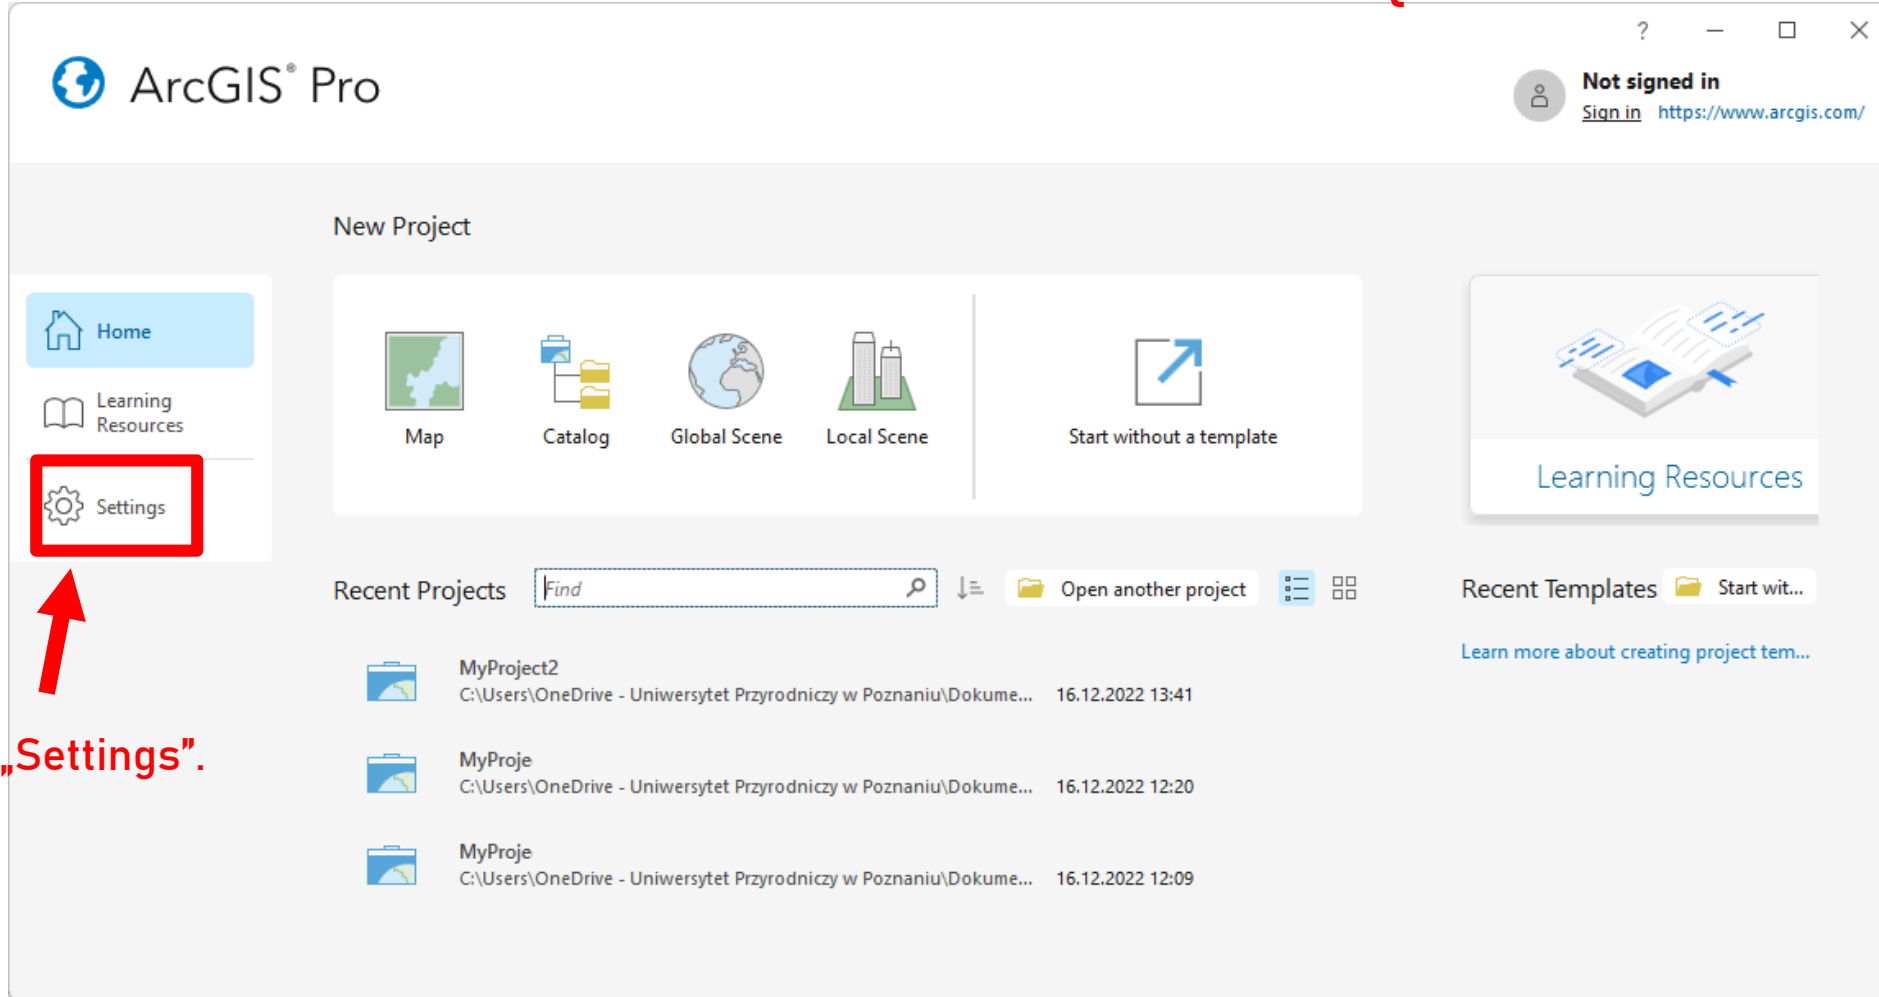 ?
ArcGIS® Pro
Not signed in
Sign in https://www.arcgis.com/
New Project
Home
Learning
Resources
Settings
Map
Catalog
Global Scene
Local Scene
Start without a template
Learning Resources
Recent Projects
Find
Open another project
Recent Templates
Start wit...
Learn more about creating project tem...
MyProject2
C:\Users\OneDrive - Uniwersytet Przyrodniczy w Poznaniu\Dokume... 16.12.2022 13:41
„Settings”.
MyProje
C:\Users\OneDrive - Uniwersytet Przyrodniczy w Poznaniu\Dokume... 16.12.2022 12:20
MyProje
C:\Users\OneDrive - Uniwersytet Przyrodniczy w Poznaniu\Dokume... 16.12.2022 12:09